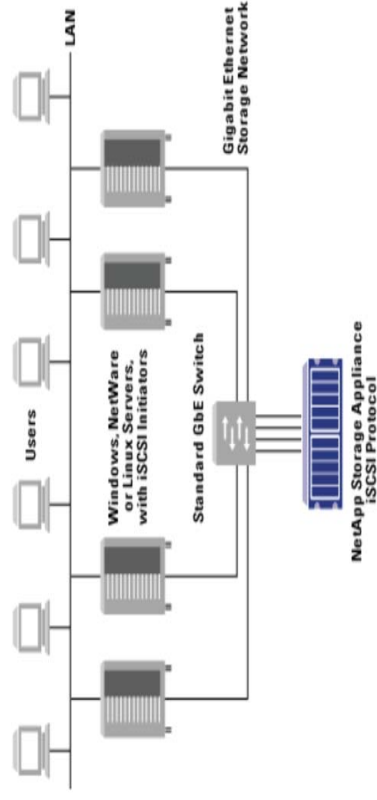 Users
LAN
Windows, NetWare
or Linux Servers,
with iSCSI Initiators
Gigabit Ethernet
Storage Network
Standard GbE Switch
NetApp Storage Appliance
iSCSI Protocol